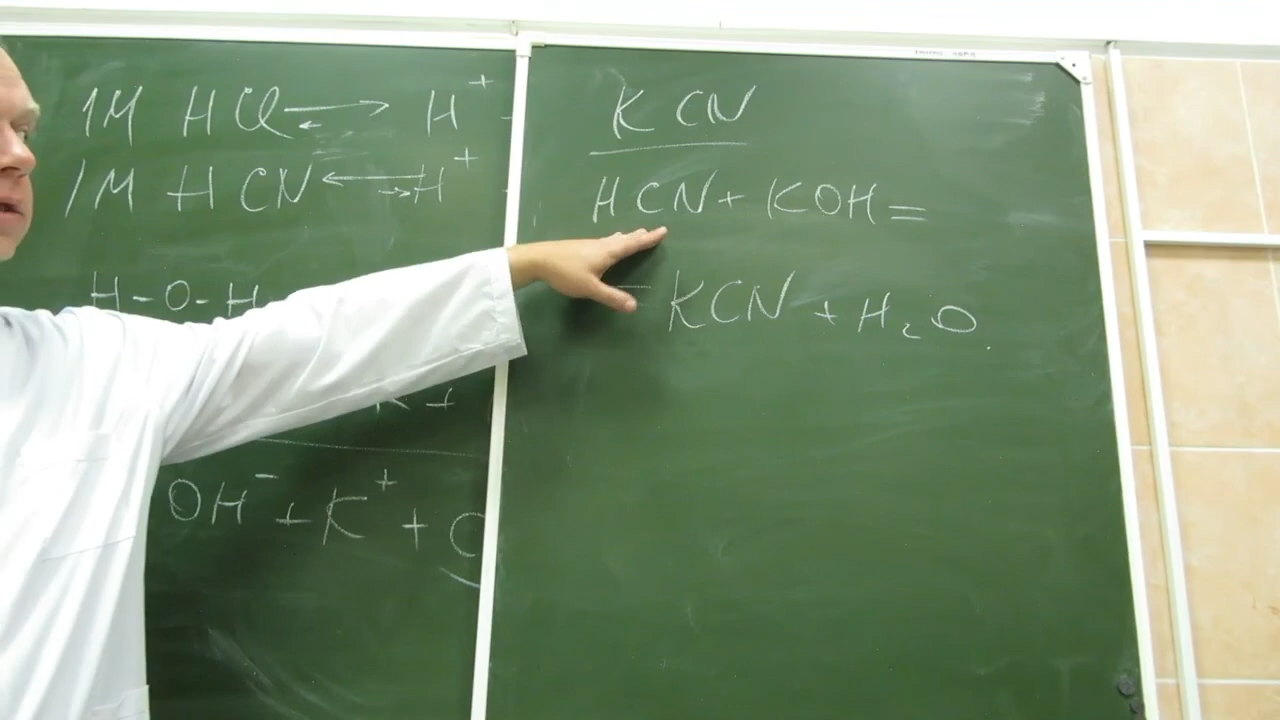 1M HCl ⇄ H⁺
1M HCN ⇄ H⁺
H-O-H
K +
OH⁻ + K⁺ + C
KCN
HCN + KOH =
= KCN + H₂O.